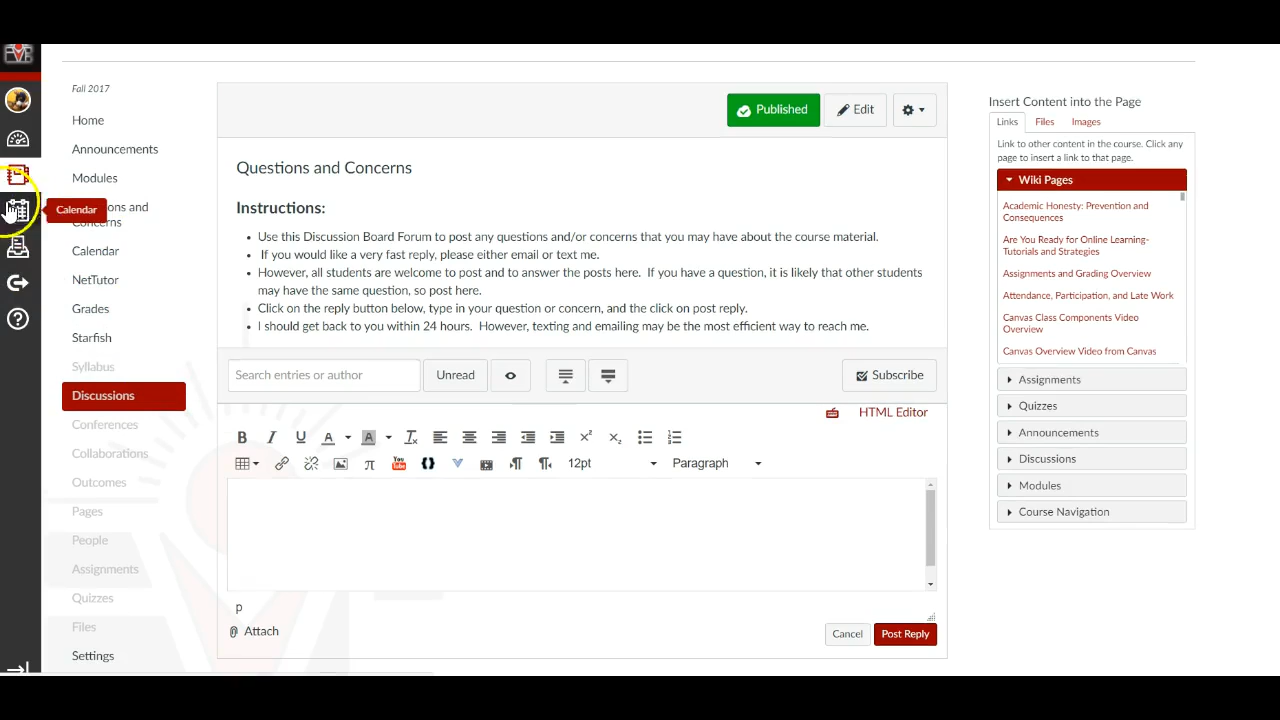 Fall 2017
Home
Announcements
Modules
ons and
Concerns
Calendar
Calendar
NetTutor
Grades
Starfish
Syllabus
Discussions
Conferences
Collaborations
Outcomes
Pages
People
Assignments
Quizzes
Files
Settings
Published
Edit
Questions and Concerns
Instructions:
Use this Discussion Board Forum to post any questions and/or concerns that you may have about the course material.
If you would like a dairly fast reply, please either email or text me.
However, all students are welcome to post and to answer the posts here. If you have a question, it is likely that other students
may have the same question, so post here.
Click on the reply button below, type in your question or concern, and the click on post reply.
I should get back to you within 24 hours. However, texting and emailing may be the most efficient way to reach me.
Search entries or author
Unread
Subscribe
HTML Editor
12pt
Paragraph
p
Attach
Cancel
Post Reply
Insert Content into the Page
Links Files Images
Link to other content in the course. Click any
page to insert a link to that page.
Wiki Pages
Academic Honesty: Prevention and
Consequences
Are You Ready for Online Learning-
Tutorials and Strategies
Assignments and Grading Overview
Attendance, Participation, and Late Work
Canvas Class Components Video
Overview
Canvas Overview Video from Canvas
Assignments
Quizzes
Announcements
Discussions
Modules
Course Navigation